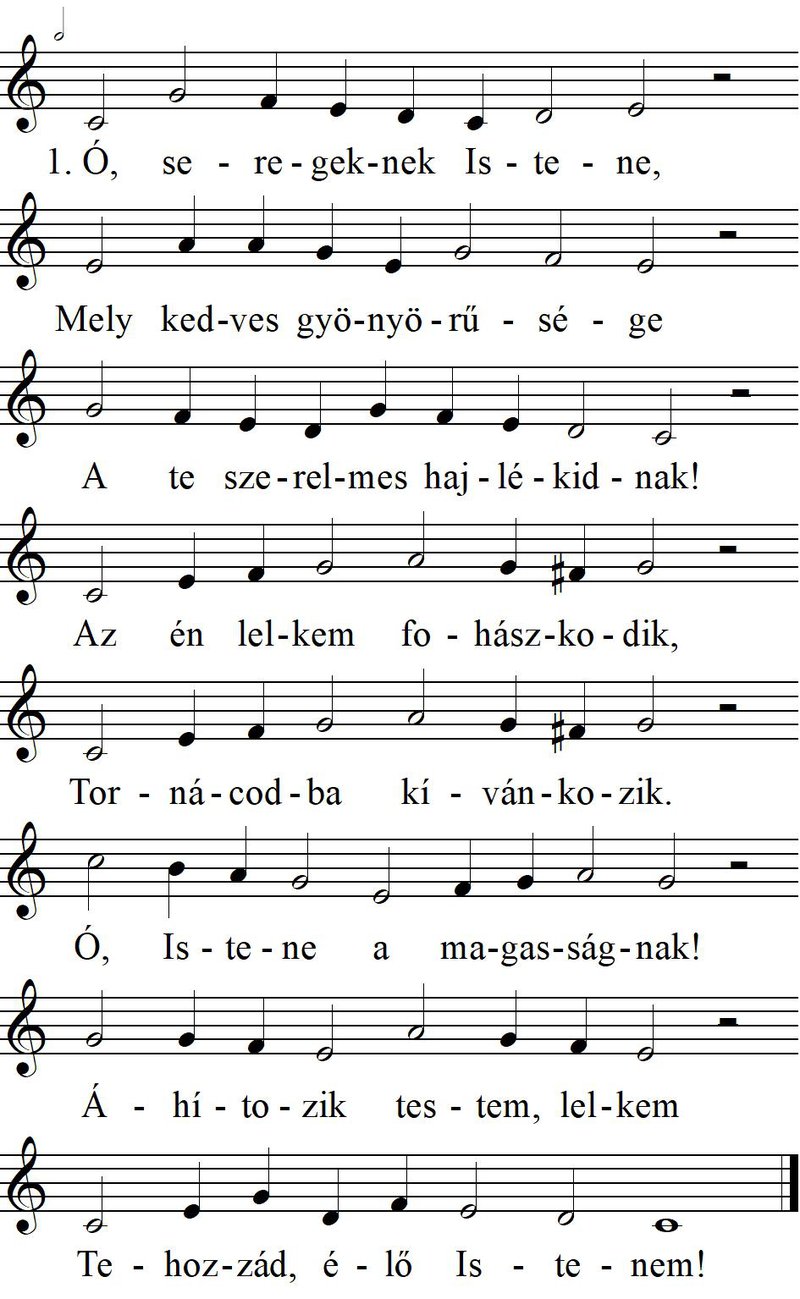 1. Ó, se - re - gek - nek Is - te - ne,
Mely ked - ves gyö - nyö - rű - sé - ge
A te sze - rel - mes haj - lé - kid - nak!
Az én lel - kem fo - hász - ko - dik,
Tor - ná - cod - ba kí - ván - ko - zik.
Ó, Is - te - ne a ma - gas - ság - nak!
Á - hí - to - zik tes - tem, lel - kem
Te - hoz - zád, é - lő Is - te - nem!